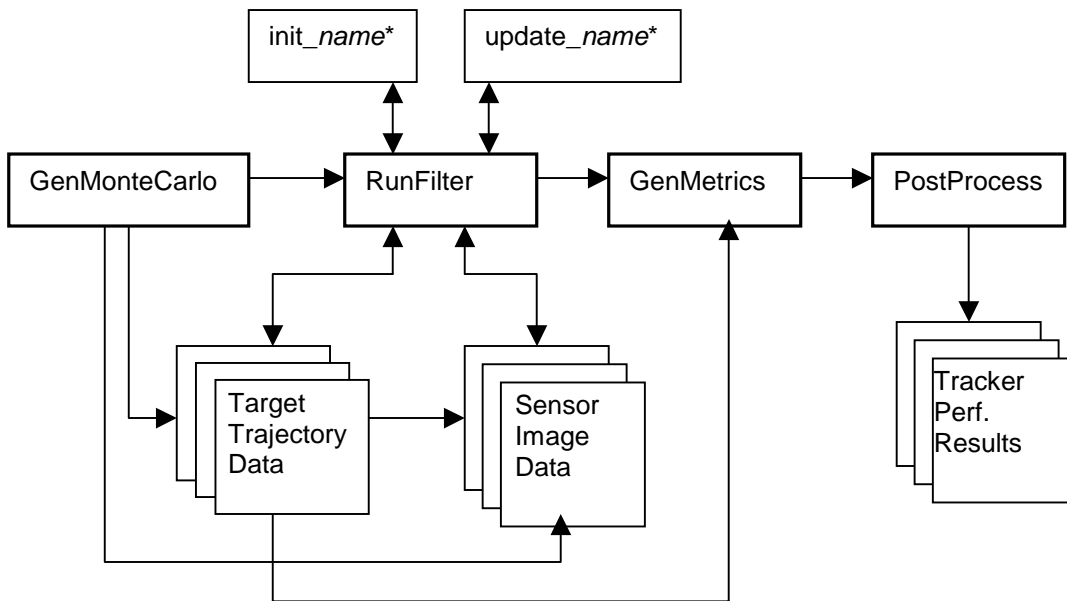 init_name*
update_name*
GenMonteCarlo
RunFilter
GenMetrics
PostProcess
Target
Trajectory
Data
Sensor
Image
Data
Tracker
Perf.
Results